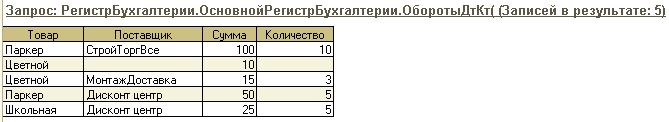 Запрос: РегистрБухгалтерии.ОсновнойРегистрБухгалтерии.ОборотыДтКт( (Записей в результате: 5)
Товар Поставщик Сумма Количество
Паркер СтройТоргВсе 100 10
Цветной 10
Цветной МонтажДоставка 15 3
Паркер Дисконт центр 50 5
Школьная Дисконт центр 25 5